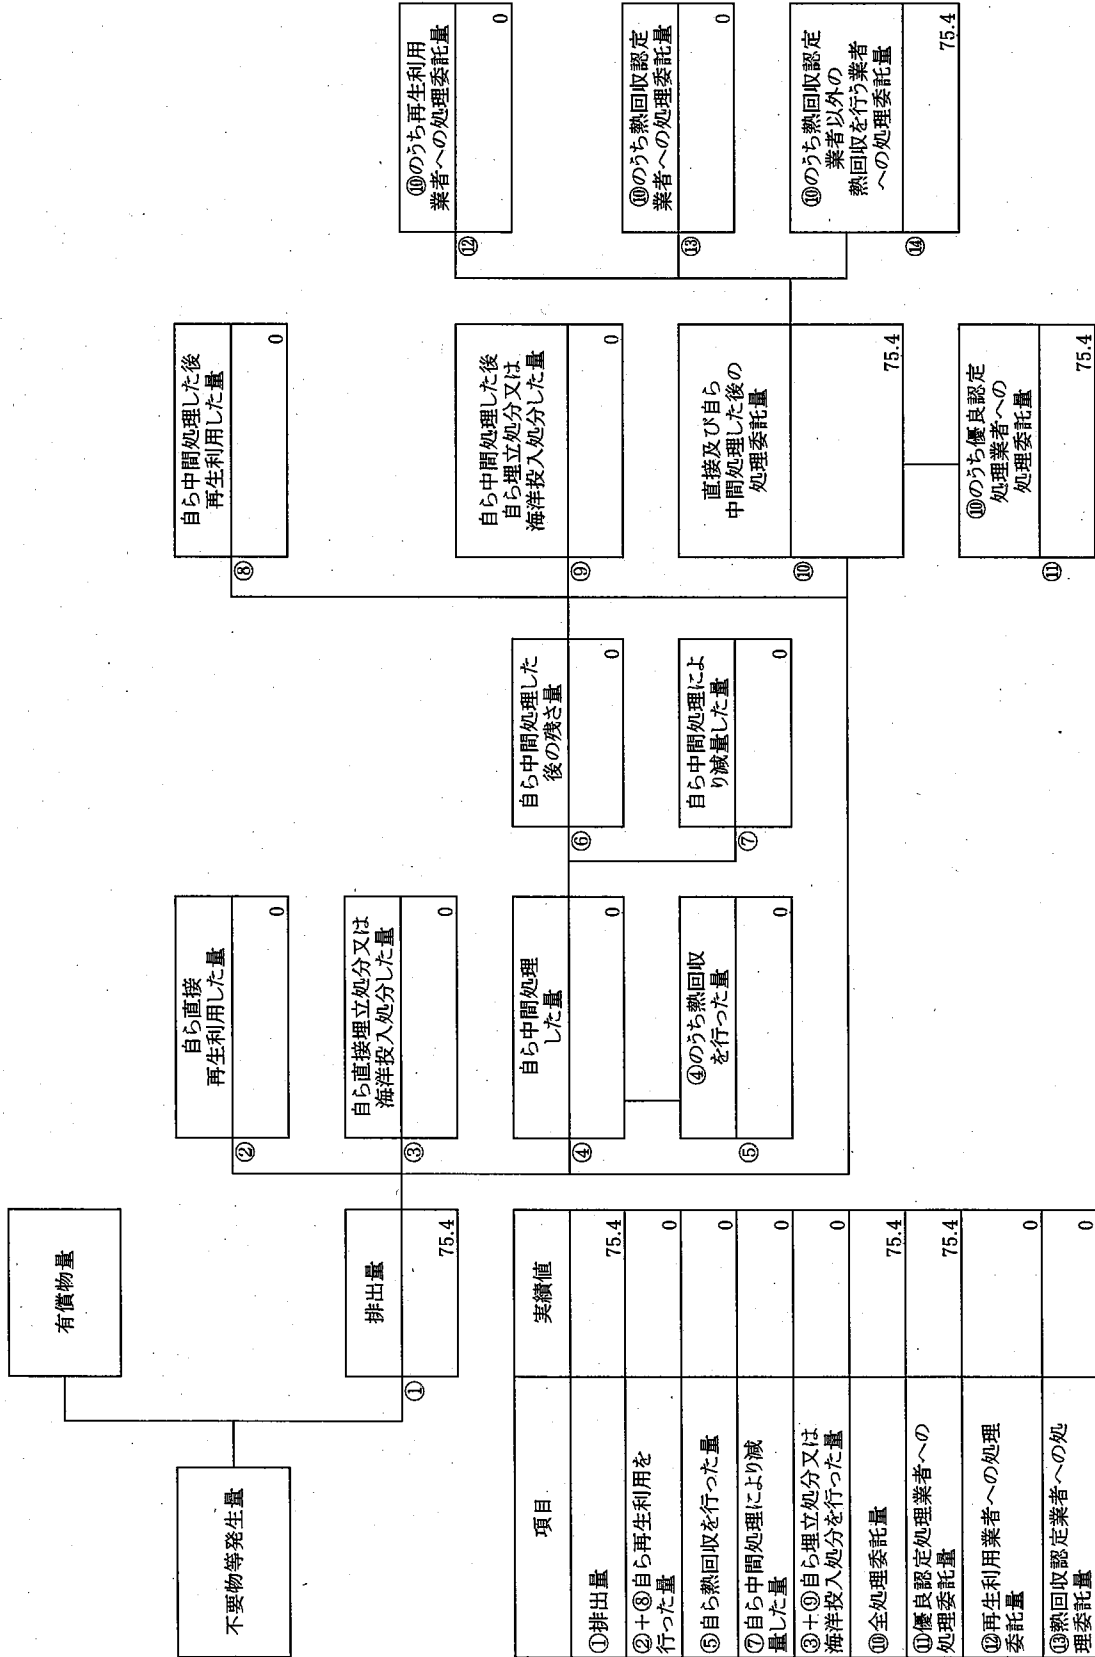 不要物等発生量
有償物量
排出量
①
75.4
自ら直接
再生利用した量
②
0
自ら直接埋立処分又は
海洋投入処分した量
③
0
自ら中間処理
した量
④
0
④のうち熱回収
を行った量
⑤
0
自ら中間処理した
後の残さ量
⑥
0
自ら中間処理によ
り減量した量
⑦
0
自ら中間処理した後
再生利用した量
⑧
0
自ら中間処理した後
自ら埋立処分又は
海洋投入処分した量
⑨
0
直接及び自ら
中間処理した後の
処理委託量
⑩
75.4
⑩のうち優良認定
処理業者への
処理委託量
⑪
75.4
⑩のうち再生利用
業者への処理委託量
⑫
0
⑩のうち熱回収認定
業者への処理委託量
⑬
0
⑩のうち熱回収認定
業者以外の
熱回収を行う業者
への処理委託量
⑭
75.4
項目 実績値
①排出量 75.4
②+⑧自ら再生利用を
行った量 0
⑤自ら熱回収を行った量 0
⑦自ら中間処理により減
量した量 0
③+⑨自ら埋立処分又は
海洋投入処分を行った量 0
⑩全処理委託量 75.4
⑪優良認定処理業者への
処理委託量 75.4
⑫再生利用業者への処理
委託量 0
⑬熱回収認定業者への処
理委託量 0